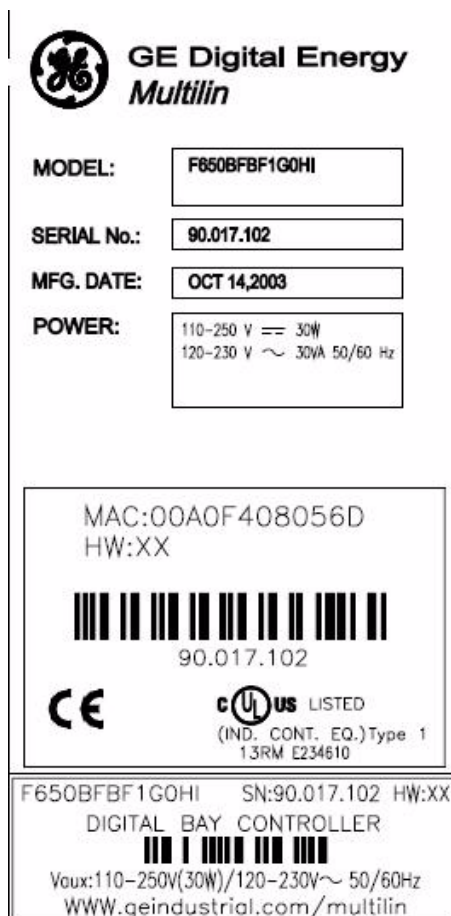 GE Digital Energy
Multilin
MODEL: F650BFBF1G0HI
SERIAL No.: 90.017.102
MFG. DATE: OCT 14,2003
POWER: 110-250 V ⎓ 30W
120-230 V ～ 30VA 50/60 Hz
MAC:00A0F408056D
HW:XX
90.017.102
CE
C UL US LISTED
(IND. CONT. EQ.)Type 1
13RM E234610
F650BFBF1G0HI SN:90.017.102 HW:XX
DIGITAL BAY CONTROLLER
Vaux:110-250V(30W)/120-230V～ 50/60Hz
WWW.geindustrial.com/multilin